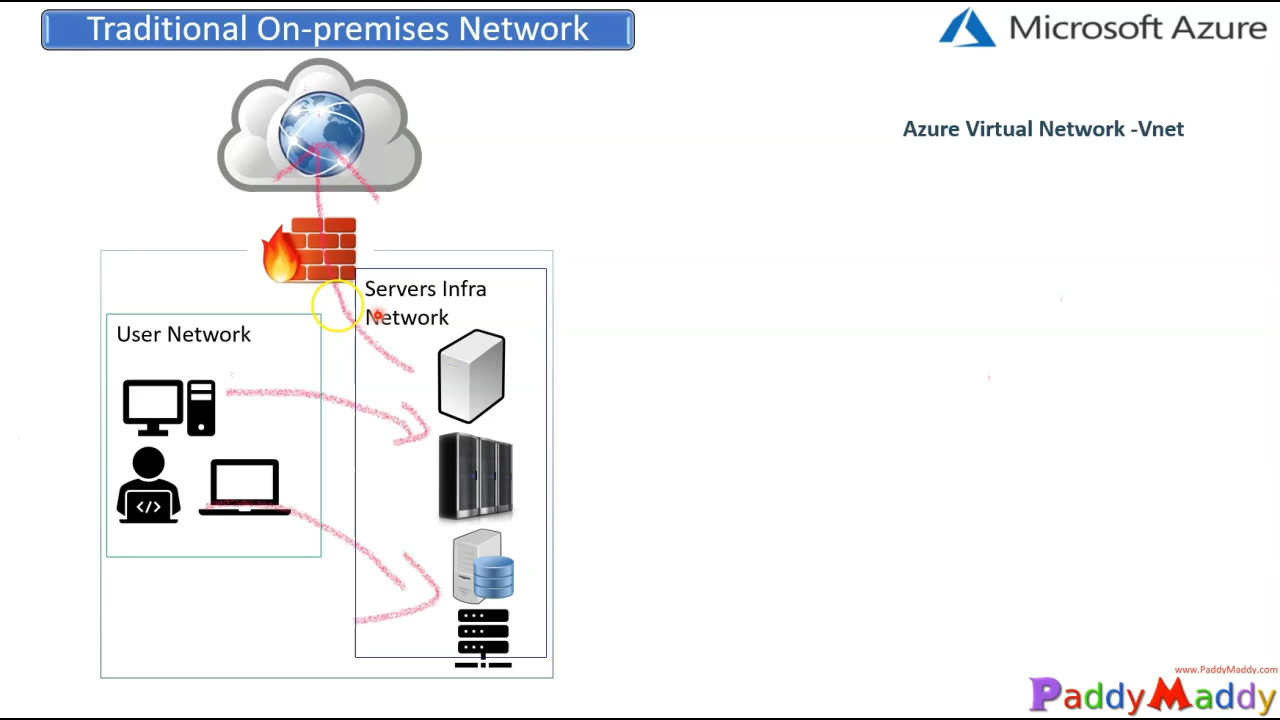 Traditional On-premises Network
Microsoft Azure
Azure Virtual Network -Vnet
Servers Infra
Network
User Network
</>
www.PaddyMaddy.com
PaddyMaddy